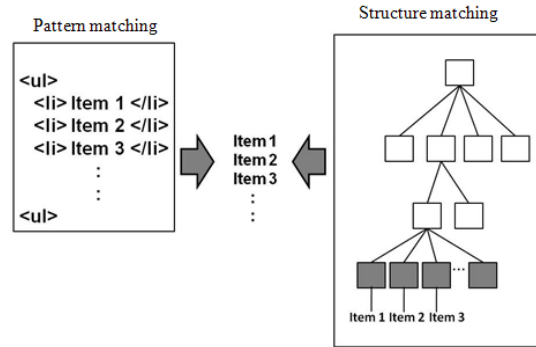 Pattern matching
<ul>
<li> Item 1 </li>
<li> Item 2 </li>
<li> Item 3 </li>
:
:
<ul>
Item 1
Item 2
Item 3
:
:
Structure matching
...
Item 1 Item 2 Item 3